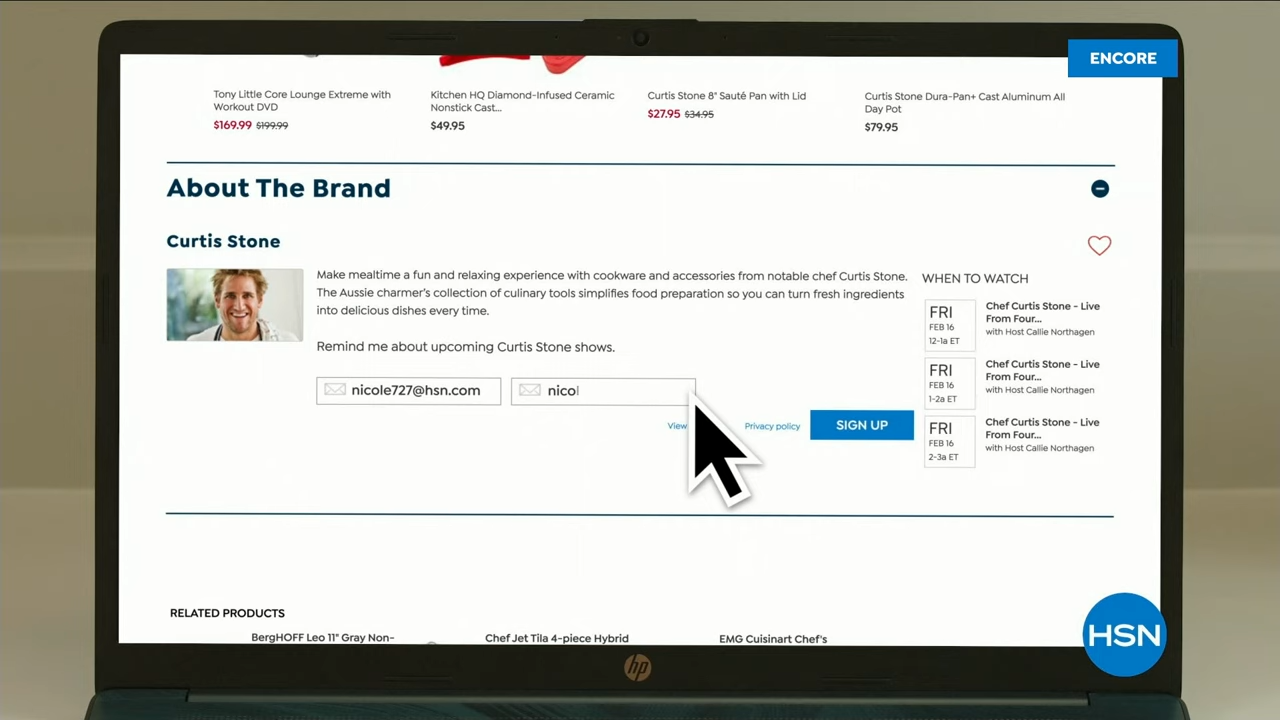 ENCORE
Tony Little Core Lounge Extreme with
Workout DVD
$169.99 $199.99
Kitchen HQ Diamond-Infused Ceramic
Nonstick Cast...
$49.95
Curtis Stone 8" Sauté Pan with Lid
$27.95 $34.95
Curtis Stone Dura-Pan+ Cast Aluminum All
Day Pot
$79.95
About The Brand
Curtis Stone
Make mealtime a fun and relaxing experience with cookware and accessories from notable chef Curtis Stone.
The Aussie charmer's collection of culinary tools simplifies food preparation so you can turn fresh ingredients
into delicious dishes every time.
Remind me about upcoming Curtis Stone shows.
nicole727@hsn.com
nicol
View
Privacy policy
SIGN UP
WHEN TO WATCH
FRI
FEB 16
12-1a ET
Chef Curtis Stone - Live
From Four...
with Host Callie Northagen
FRI
FEB 16
1-2a ET
Chef Curtis Stone - Live
From Four...
with Host Callie Northagen
FRI
FEB 16
2-3a ET
Chef Curtis Stone - Live
From Four...
with Host Callie Northagen
RELATED PRODUCTS
BergHOFF Leo 11" Gray Non-
Chef Jet Tila 4-piece Hybrid
EMG Cuisinart Chef's
HSN
hp